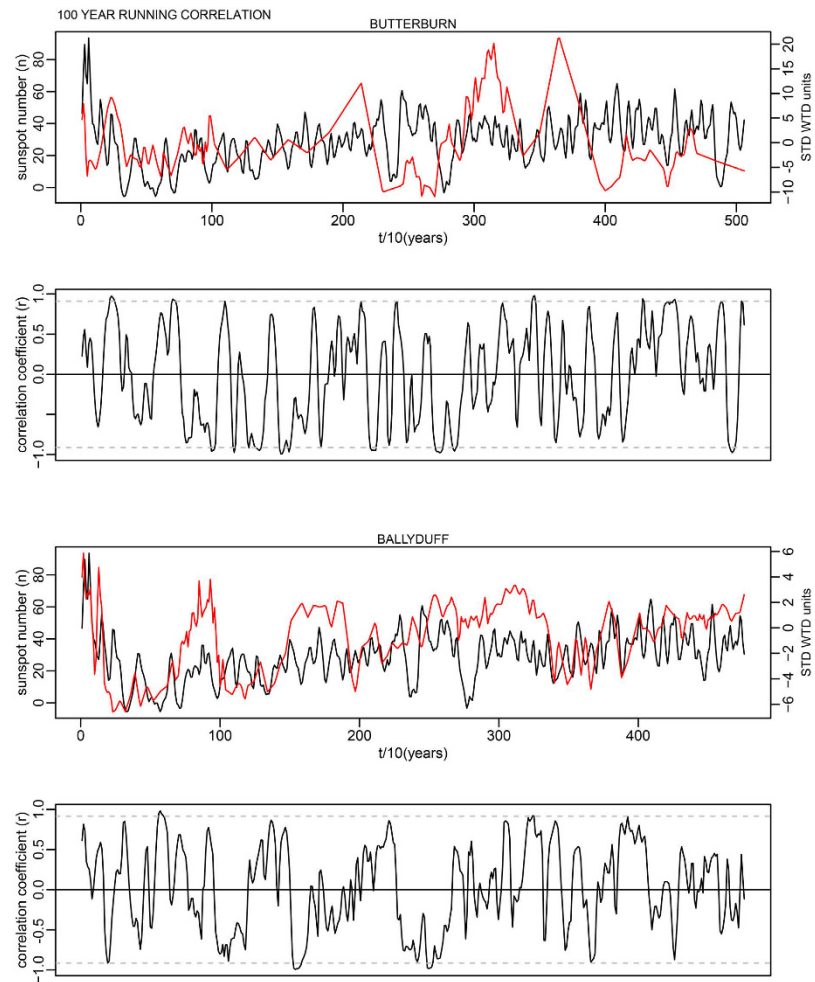 100 YEAR RUNNING CORRELATION
BUTTERBURN
sunspot number (n)
80
60
40
20
0
20
15
10
5
0
−5
−10
STD WTD units
0 100 200 300 400 500
t/10(years)
correlation coefficient (r)
1.0
0.5
0.0
−1.0
BALLYDUFF
sunspot number (n)
80
60
40
20
0
6
4
2
0
−2
−4
−6
STD WTD units
0 100 200 300 400
t/10(years)
correlation coefficient (r)
1.0
0.5
0.0
−0.5
−1.0